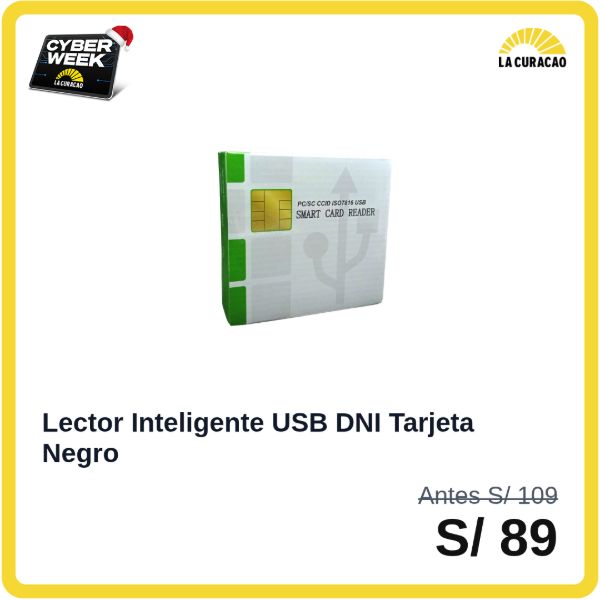 CYBER
WEEK
LA CURACAO
LA CURACAO
PC/SC CCID ISO7816 USB
SMART CARD READER
Lector Inteligente USB DNI Tarjeta
Negro
Antes S/ 109
S/ 89